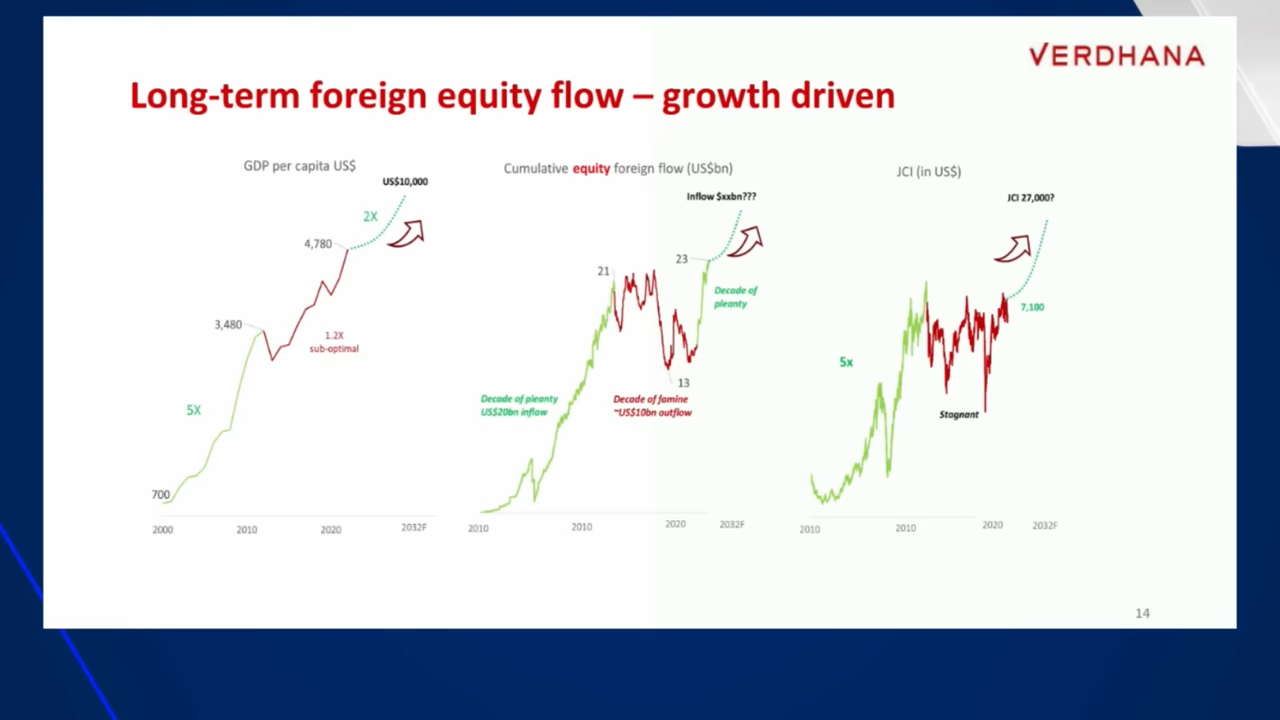 VERDHANA
Long-term foreign equity flow – growth driven
GDP per capita US$
US$10,000
2X
4,780
3,480
1.2X
sub-optimal
5X
700
2000
2010
2020
2032F
Cumulative equity foreign flow (US$bn)
Inflow $xxbn???
23
21
Decade of
pleanty
13
Decade of pleanty
US$20bn inflow
Decade of famine
~US$10bn outflow
2010
2010
2020
2032F
JCI (in US$)
JCI 27,000?
7,100
5x
Stagnant
2010
2010
2020
2032F
14